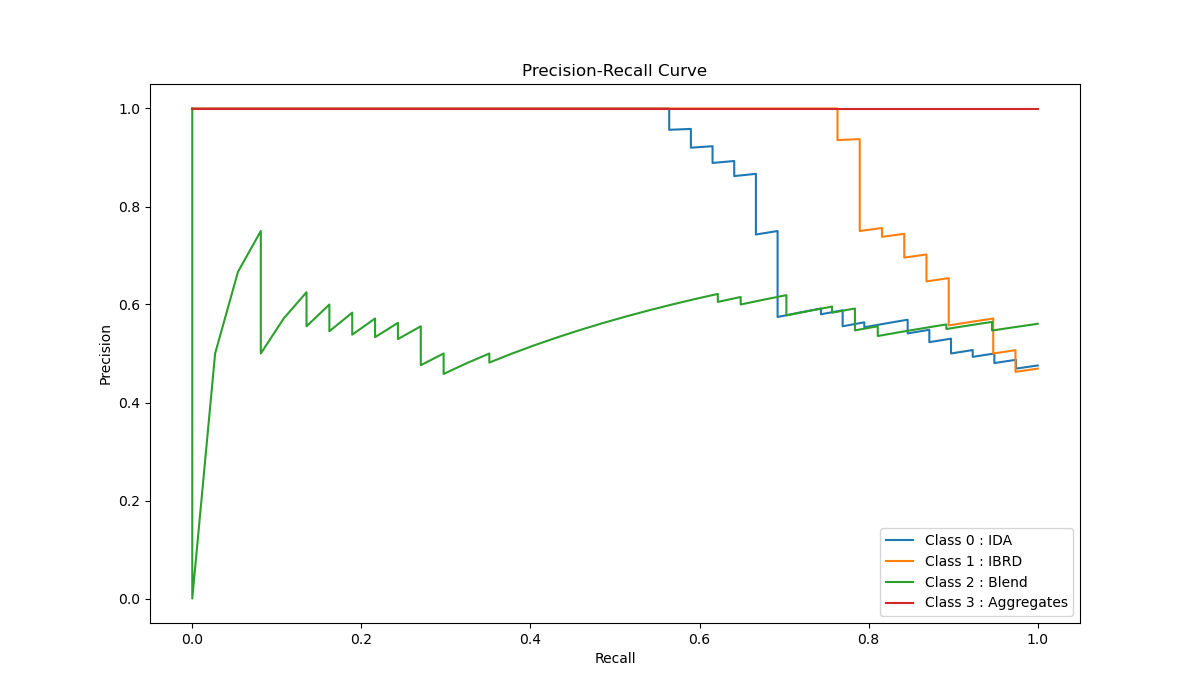 Precision-Recall Curve
Precision
1.0
0.8
0.6
0.4
0.2
0.0
0.0 0.2 0.4 0.6 0.8 1.0
Recall
Class 0 : IDA
Class 1 : IBRD
Class 2 : Blend
Class 3 : Aggregates